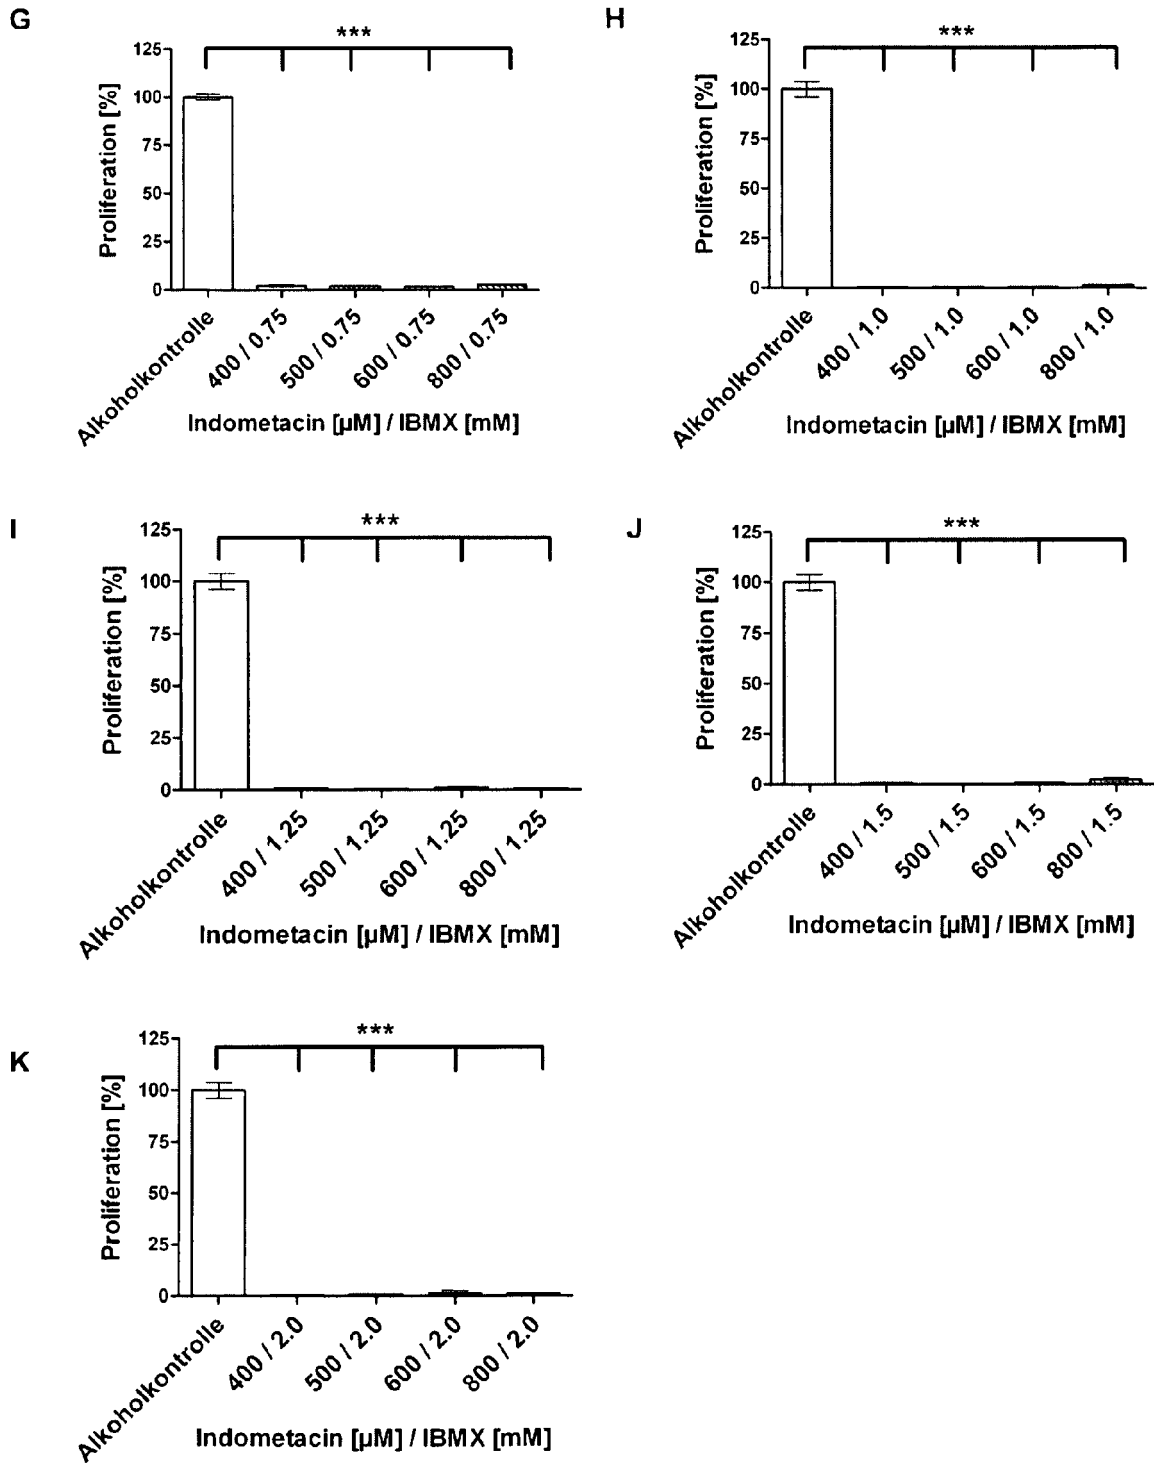 G
***
Proliferation [%]
125
100
75
50
25
0
Alkoholkontrolle
400 / 0.75
500 / 0.75
600 / 0.75
800 / 0.75
Indometacin [µM] / IBMX [mM]
H
***
Proliferation [%]
125
100
75
50
25
0
Alkoholkontrolle
400 / 1.0
500 / 1.0
600 / 1.0
800 / 1.0
Indometacin [µM] / IBMX [mM]
I
***
Proliferation [%]
125
100
75
50
25
0
Alkoholkontrolle
400 / 1.25
500 / 1.25
600 / 1.25
800 / 1.25
Indometacin [µM] / IBMX [mM]
J
***
Proliferation [%]
125
100
75
50
25
0
Alkoholkontrolle
400 / 1.5
500 / 1.5
600 / 1.5
800 / 1.5
Indometacin [µM] / IBMX [mM]
K
***
Proliferation [%]
125
100
75
50
25
0
Alkoholkontrolle
400 / 2.0
500 / 2.0
600 / 2.0
800 / 2.0
Indometacin [µM] / IBMX [mM]